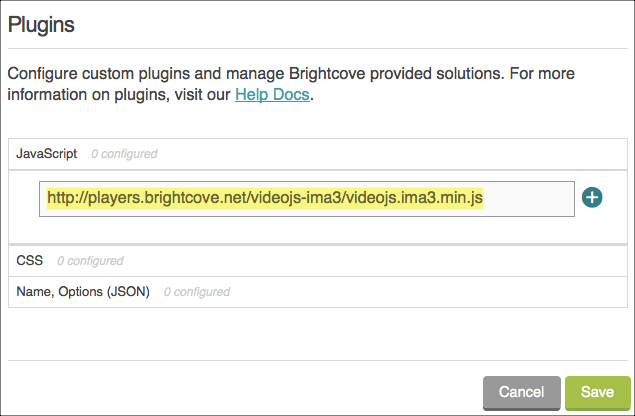 Plugins
Configure custom plugins and manage Brightcove provided solutions. For more
information on plugins, visit our Help Docs.
JavaScript 0 configured
http://players.brightcove.net/videojs-ima3/videojs.ima3.min.js
CSS 0 configured
Name, Options (JSON) 0 configured
Cancel Save